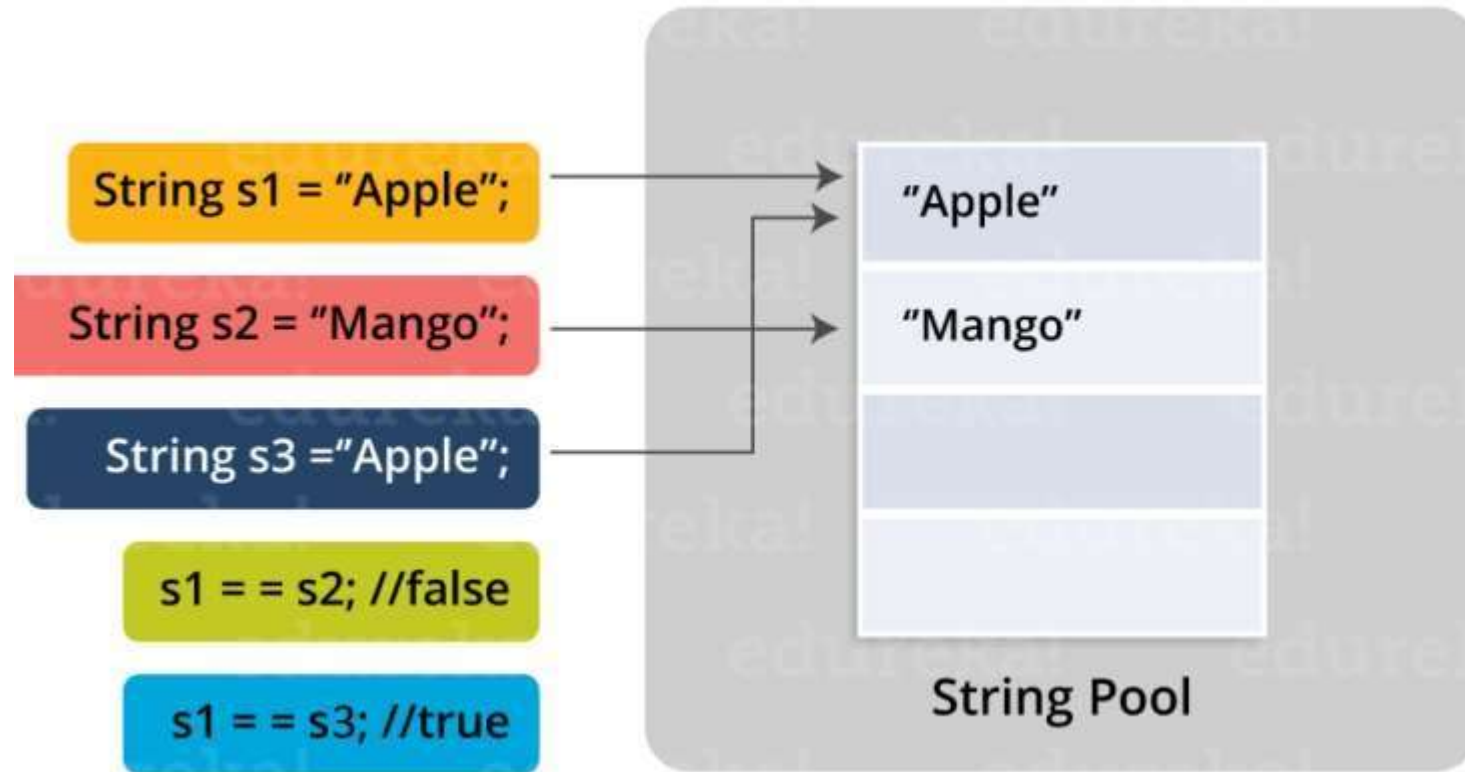 String s1 = “Apple”;
String s2 = “Mango”;
String s3 =“Apple”;
s1 = = s2; //false
s1 = = s3; //true
“Apple”
“Mango”
String Pool
edureka!